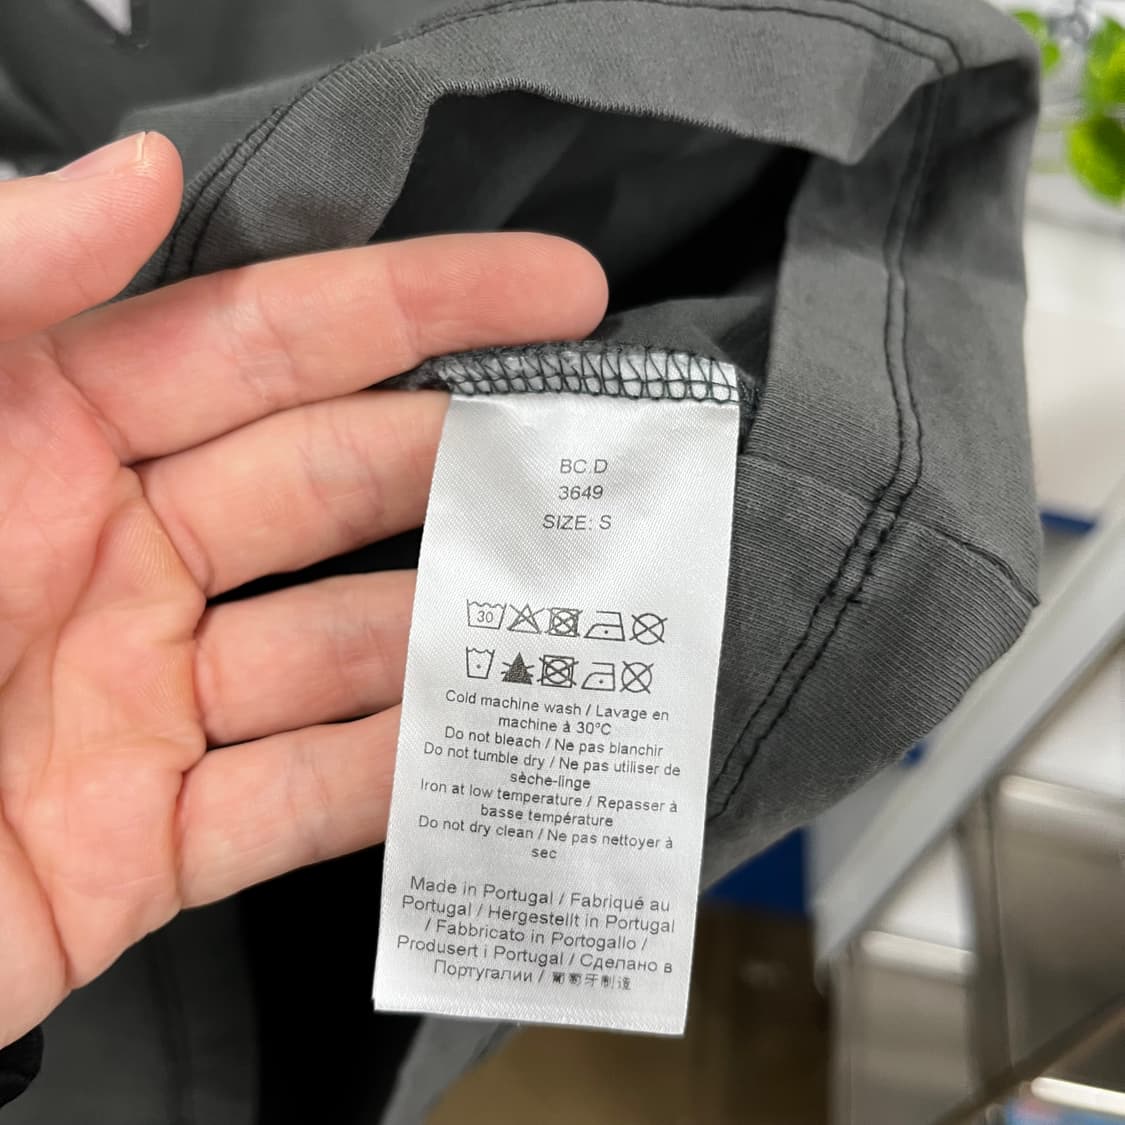 BC.D
3649
SIZE: S
30
Cold machine wash / Lavage en
machine à 30°C
Do not bleach / Ne pas blanchir
Do not tumble dry / Ne pas utiliser de
sèche-linge
Iron at low temperature / Repasser à
basse température
Do not dry clean / Ne pas nettoyer à
sec
Made in Portugal / Fabriqué au
Portugal / Hergestellt in Portugal
/ Fabbricato in Portogallo /
Produsert i Portugal / Сделано в
Португалии / 葡萄牙制造